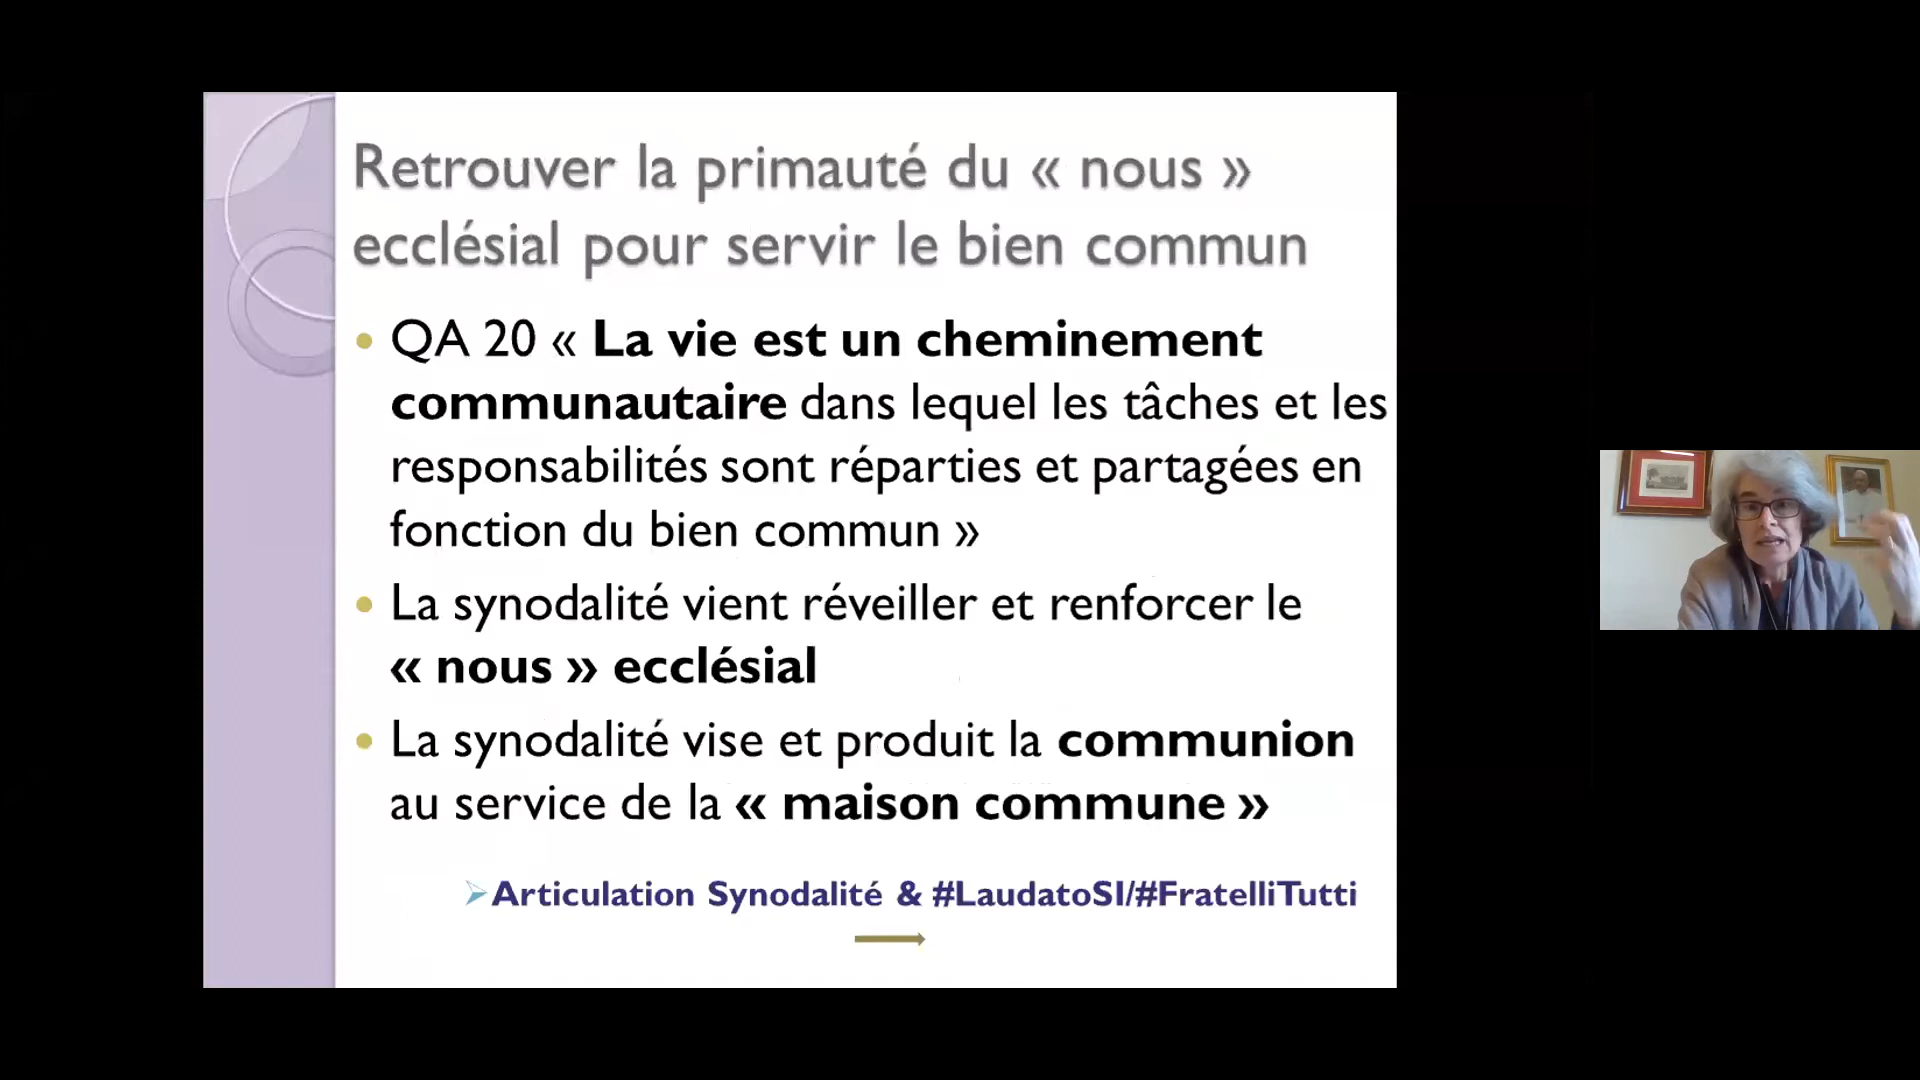 Retrouver la primauté du « nous »
ecclésial pour servir le bien commun
QA 20 « La vie est un cheminement
communautaire dans lequel les tâches et les
responsabilités sont réparties et partagées en
fonction du bien commun »
La synodalité vient réveiller et renforcer le
« nous » ecclésial
La synodalité vise et produit la communion
au service de la « maison commune »
Articulation Synodalité & #LaudatoSI/#FratelliTutti